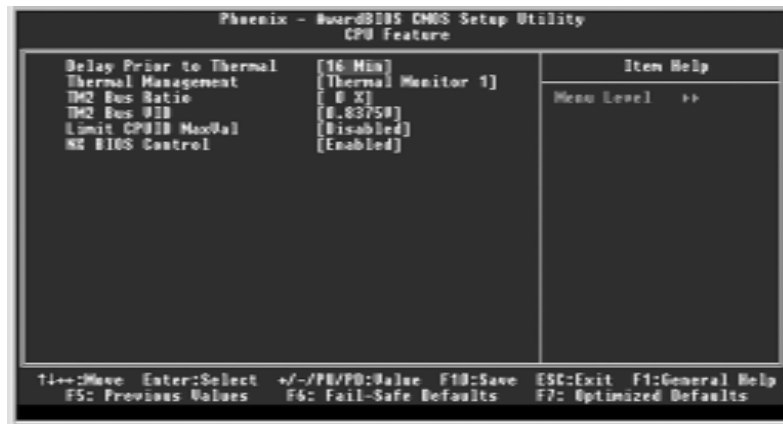 Phoenix - AwardBIOS CMOS Setup Utility
CPU Feature
Delay Prior to Thermal [16 Min]
Thermal Management [Thermal Monitor 1]
TM2 Bus Ratio [ 0 X]
TM2 Bus VID [0.8375V]
Limit CPUID MaxVal [Disabled]
NX BIOS Control [Enabled]
Item Help
Menu Level ►►
↑↓←→:Move Enter:Select +/-/PU/PD:Value F10:Save ESC:Exit F1:General Help
F5: Previous Values F6: Fail-Safe Defaults F7: Optimized Defaults